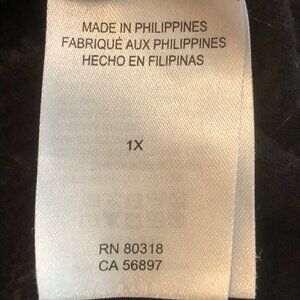 MADE IN PHILIPPINES
FABRIQUÉ AUX PHILIPPINES
HECHO EN FILIPINAS
1X
RN 80318
CA 56897